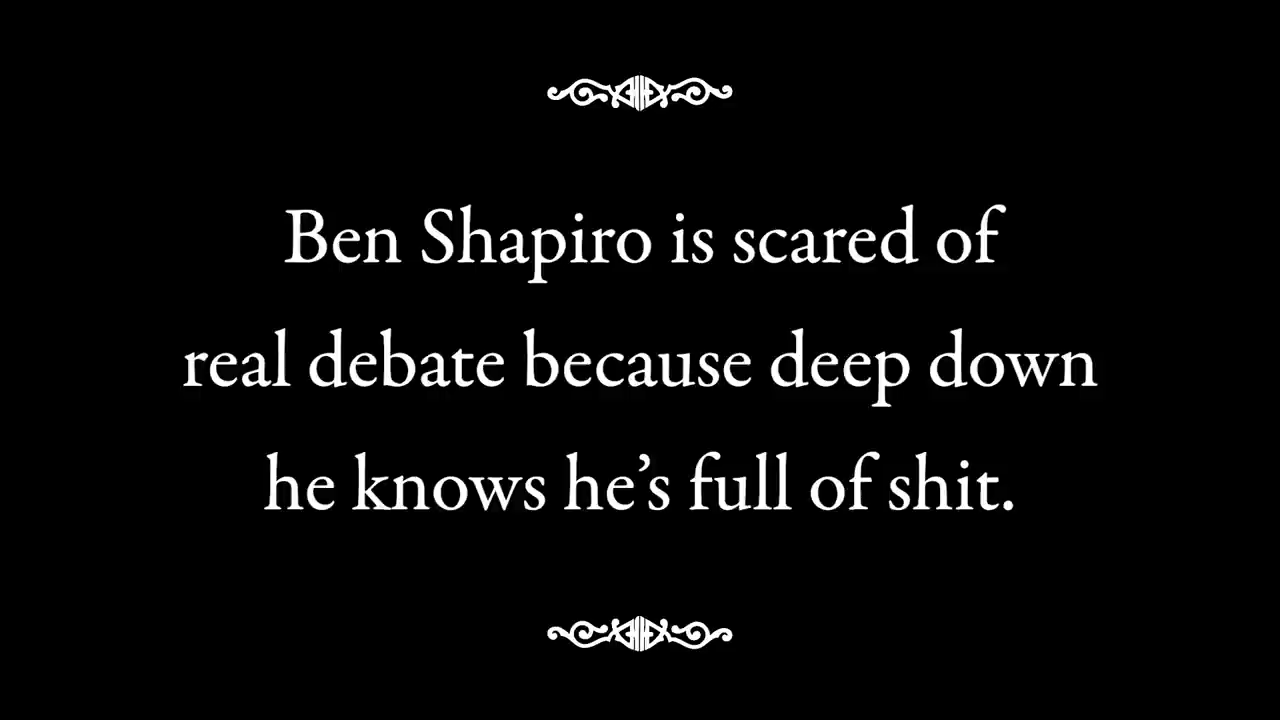 Ben Shapiro is scared of
real debate because deep down
he knows he’s full of shit.